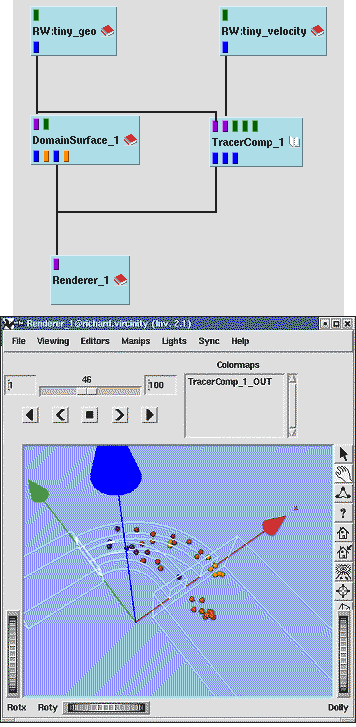 RW:tiny_geo
RW:tiny_velocity
DomainSurface_1
TracerComp_1
Renderer_1
Renderer_1@richard.vircinity (Inv, 2.1)
File Viewing Editors Manips Lights Sync Help
Colormaps
1 46 100
TracerComp_1_OUT
?
x
Rotx Roty Dolly